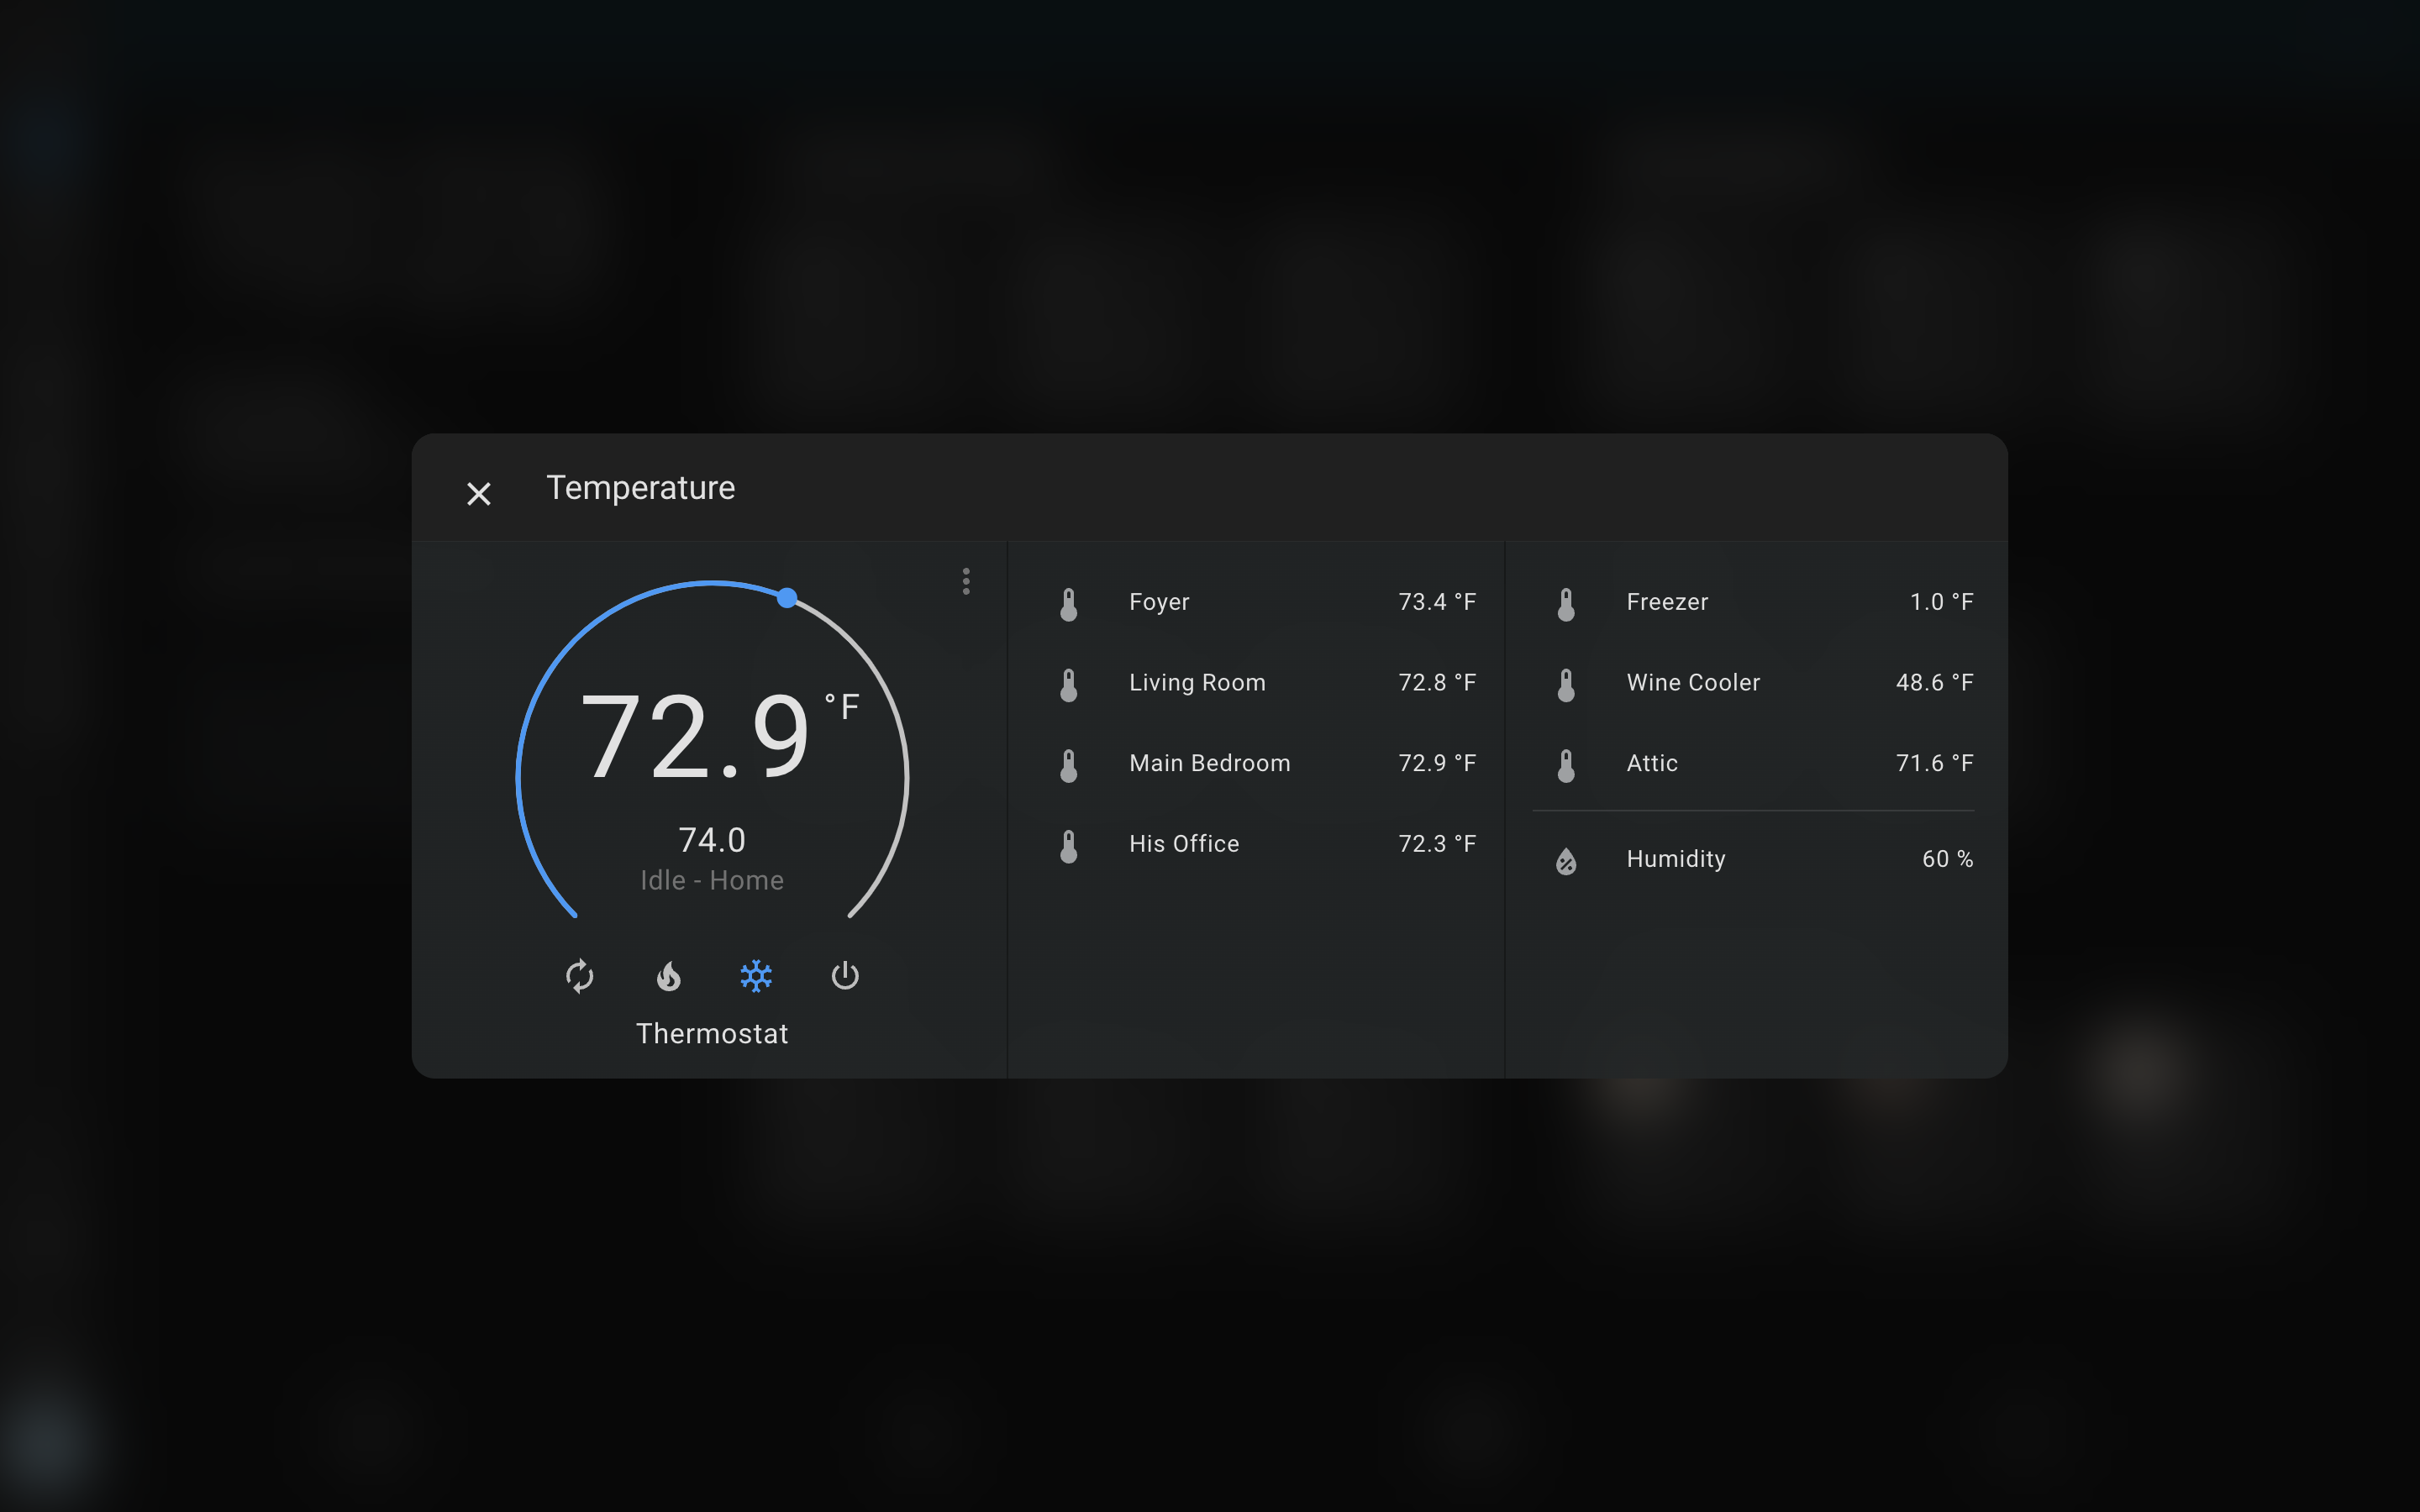 Temperature
72.9 °F
74.0
Idle - Home
Thermostat
Foyer 73.4 °F
Living Room 72.8 °F
Main Bedroom 72.9 °F
His Office 72.3 °F
Freezer 1.0 °F
Wine Cooler 48.6 °F
Attic 71.6 °F
Humidity 60 %